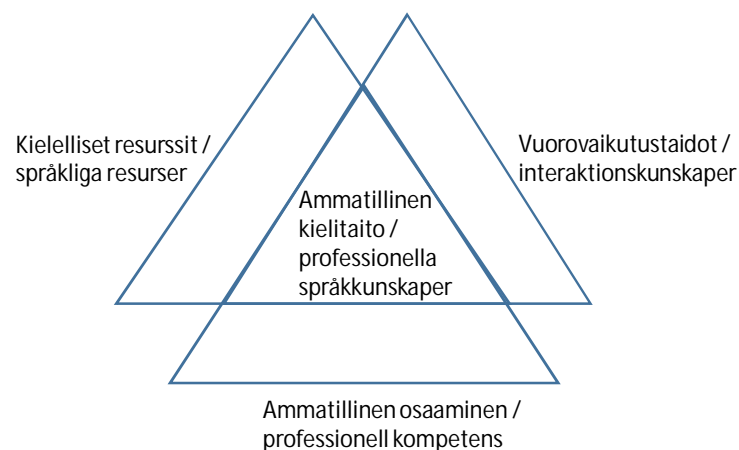 Kielelliset resurssit /
språkliga resurser
Vuorovaikutustaidot /
interaktionskunskaper
Ammatillinen
kielitaito /
professionella
språkkunskaper
Ammatillinen osaaminen /
professionell kompetens